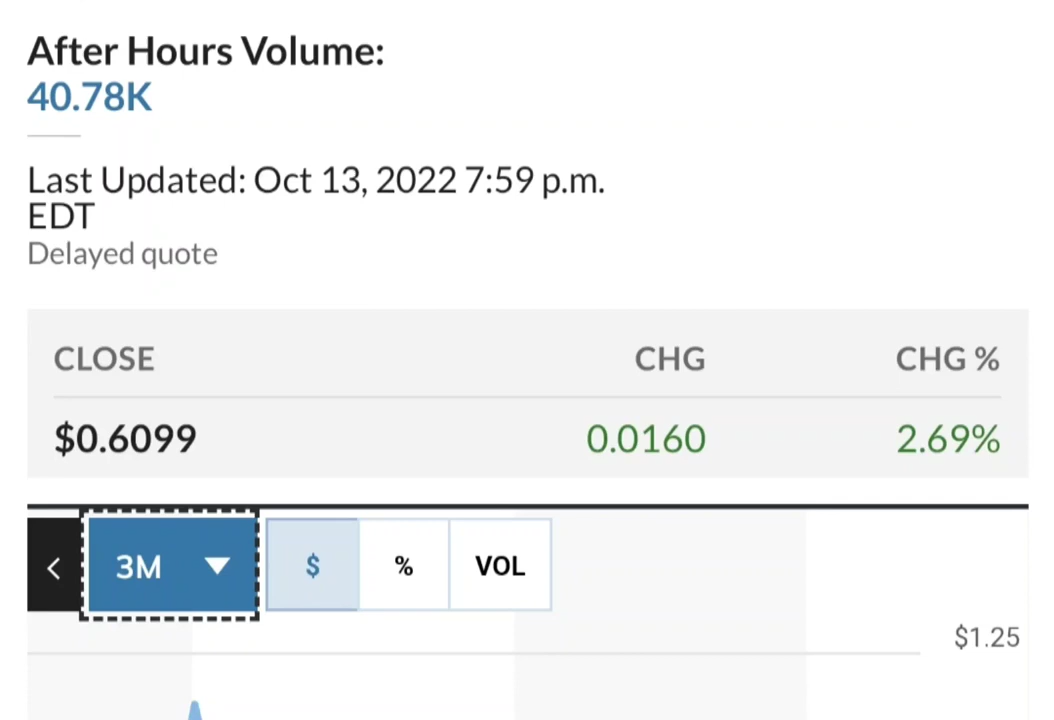 After Hours Volume:
40.78K
Last Updated: Oct 13, 2022 7:59 p.m.
EDT
Delayed quote
CLOSE CHG CHG %
$0.6099 0.0160 2.69%
< 3M $ % VOL
$1.25